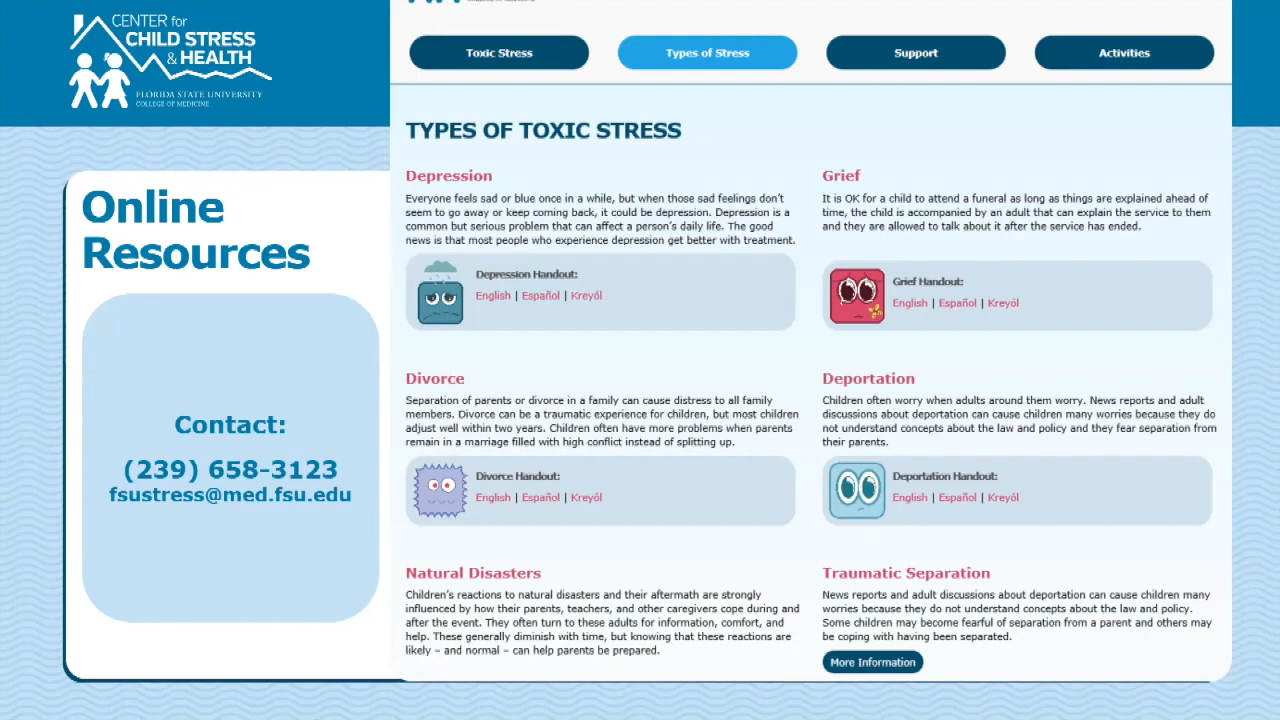 CENTER for
CHILD STRESS
& HEALTH
FLORIDA STATE UNIVERSITY
COLLEGE OF MEDICINE
Toxic Stress
Types of Stress
Support
Activities
Online
Resources
Contact:
(239) 658-3123
fsustress@med.fsu.edu
TYPES OF TOXIC STRESS
Depression
Everyone feels sad or blue once in a while, but when those sad feelings don't
seem to go away or keep coming back, it could be depression. Depression is a
common but serious problem that can affect a person's daily life. The good
news is that most people who experience depression get better with treatment.
Depression Handout:
English | Español | Kreyól
Grief
It is OK for a child to attend a funeral as long as things are explained ahead of
time, the child is accompanied by an adult that can explain the service to them
and they are allowed to talk about it after the service has ended.
Grief Handout:
English | Español | Kreyól
Divorce
Separation of parents or divorce in a family can cause distress to all family
members. Divorce can be a traumatic experience for children, but most children
adjust well within two years. Children often have more problems when parents
remain in a marriage filled with high conflict instead of splitting up.
Divorce Handout:
English | Español | Kreyól
Deportation
Children often worry when adults around them worry. News reports and adult
discussions about deportation can cause children many worries because they do
not understand concepts about the law and policy and they fear separation from
their parents.
Deportation Handout:
English | Español | Kreyól
Natural Disasters
Children's reactions to natural disasters and their aftermath are strongly
influenced by how their parents, teachers, and other caregivers cope during and
after the event. They often turn to these adults for information, comfort, and
help. These generally diminish with time, but knowing that these reactions are
likely – and normal – can help parents be prepared.
Traumatic Separation
News reports and adult discussions about deportation can cause children many
worries because they do not understand concepts about the law and policy.
Some children may become fearful of separation from a parent and others may
be coping with having been separated.
More Information